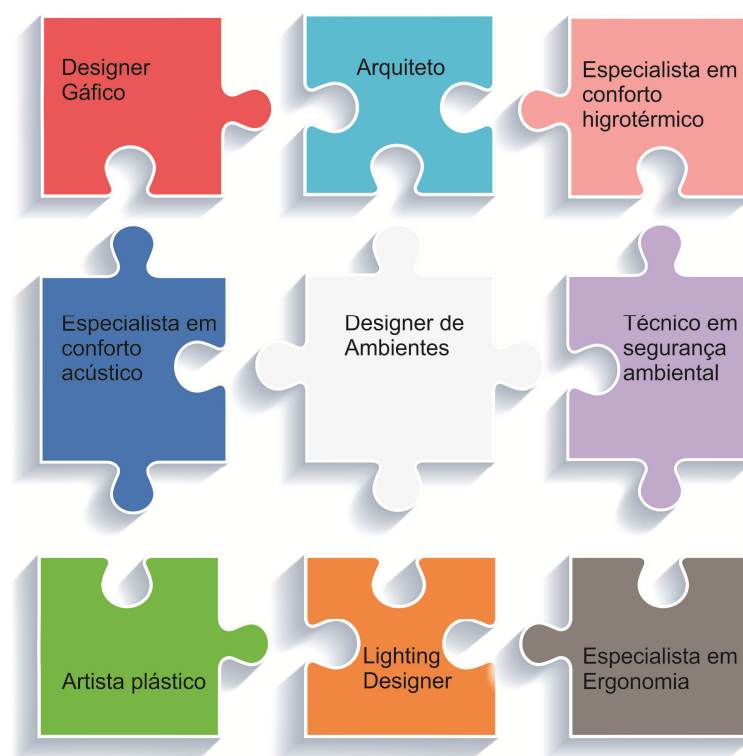 Designer
Gáfico
Arquiteto
Especialista em
conforto
higrotérmico
Especialista em
conforto
acústico
Designer de
Ambientes
Técnico em
segurança
ambiental
Artista plástico
Lighting
Designer
Especialista em
Ergonomia